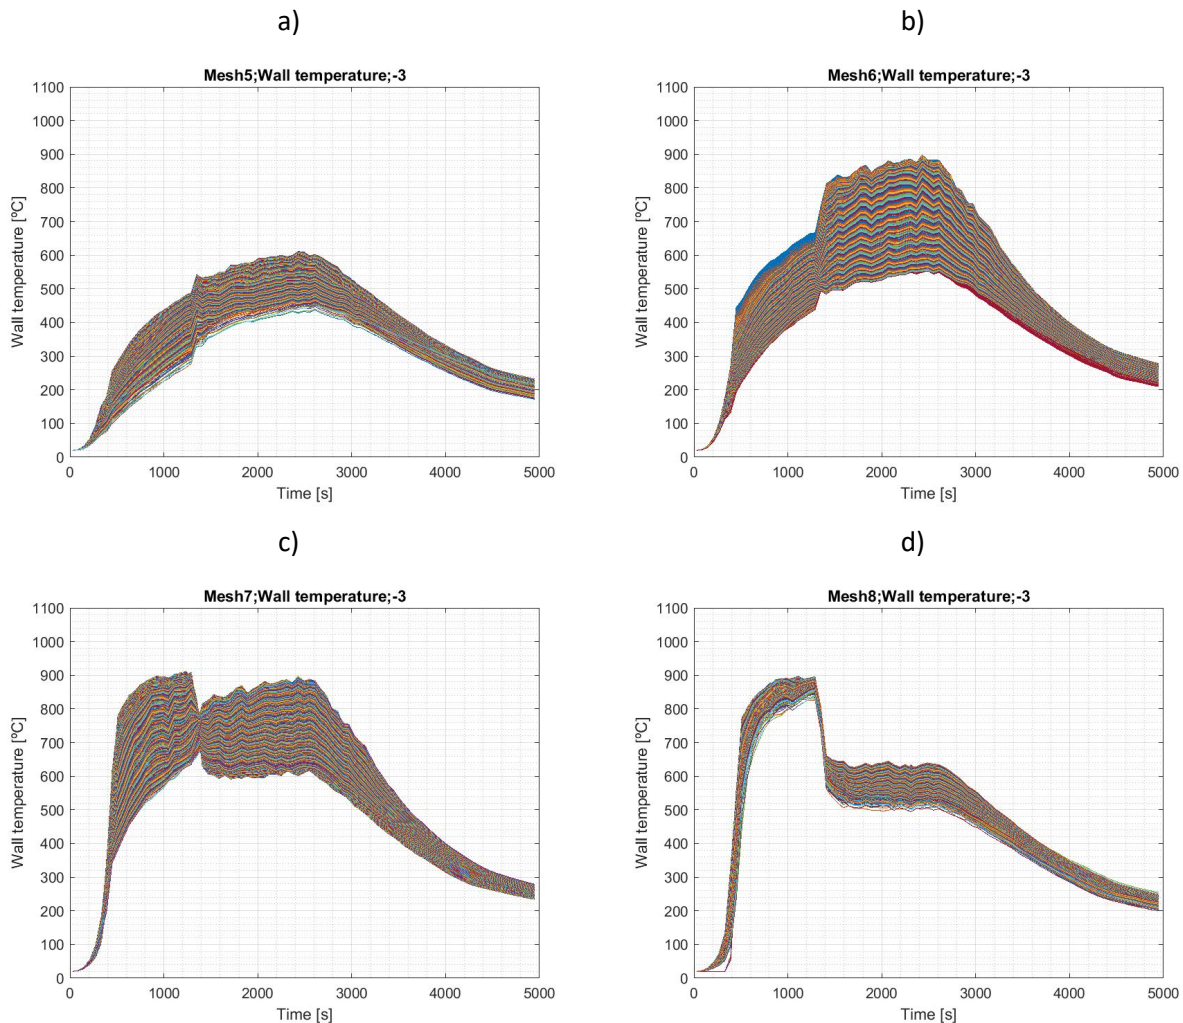 a)
Mesh5;Wall temperature;-3
1100
1000
900
800
700
600
500
400
300
200
100
0
Wall temperature [ºC]
0 1000 2000 3000 4000 5000
Time [s]
b)
Mesh6;Wall temperature;-3
1100
1000
900
800
700
600
500
400
300
200
100
0
Wall temperature [ºC]
0 1000 2000 3000 4000 5000
Time [s]
c)
Mesh7;Wall temperature;-3
1100
1000
900
800
700
600
500
400
300
200
100
0
Wall temperature [ºC]
0 1000 2000 3000 4000 5000
Time [s]
d)
Mesh8;Wall temperature;-3
1100
1000
900
800
700
600
500
400
300
200
100
0
Wall temperature [ºC]
0 1000 2000 3000 4000 5000
Time [s]